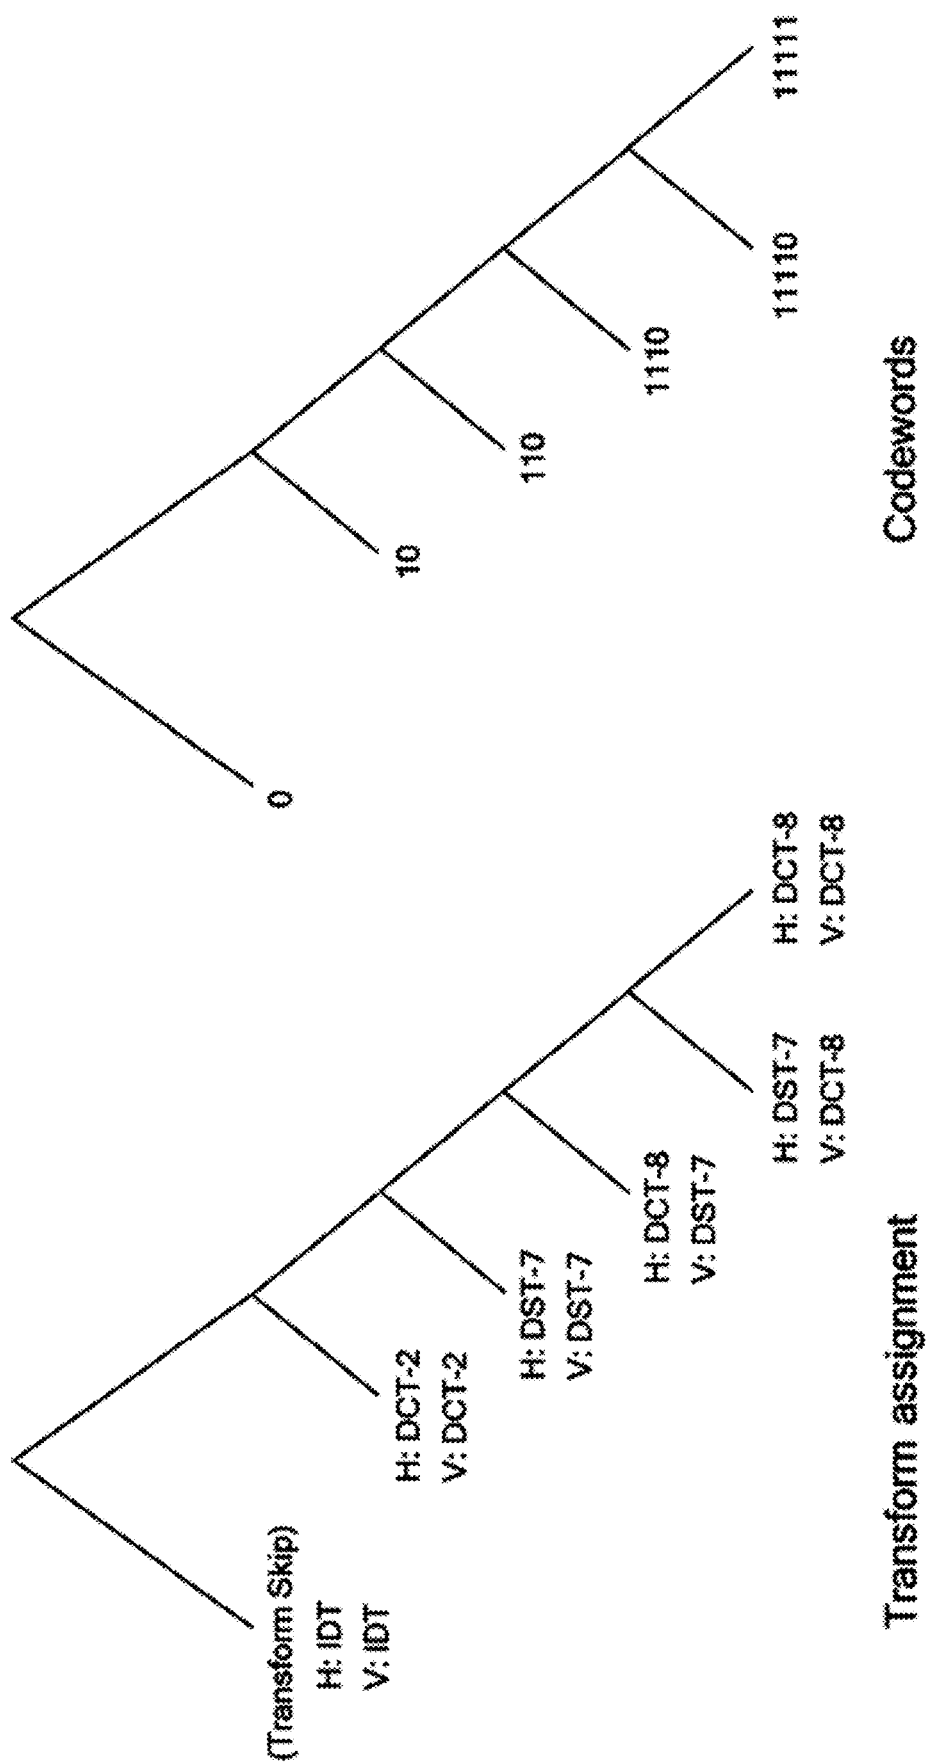 (Transform Skip)
H: IDT
V: IDT
H: DCT-2
V: DCT-2
H: DST-7
V: DST-7
H: DCT-8
V: DST-7
H: DST-7
V: DCT-8
H: DCT-8
V: DCT-8
Transform assignment
0
10
110
1110
11110
11111
Codewords